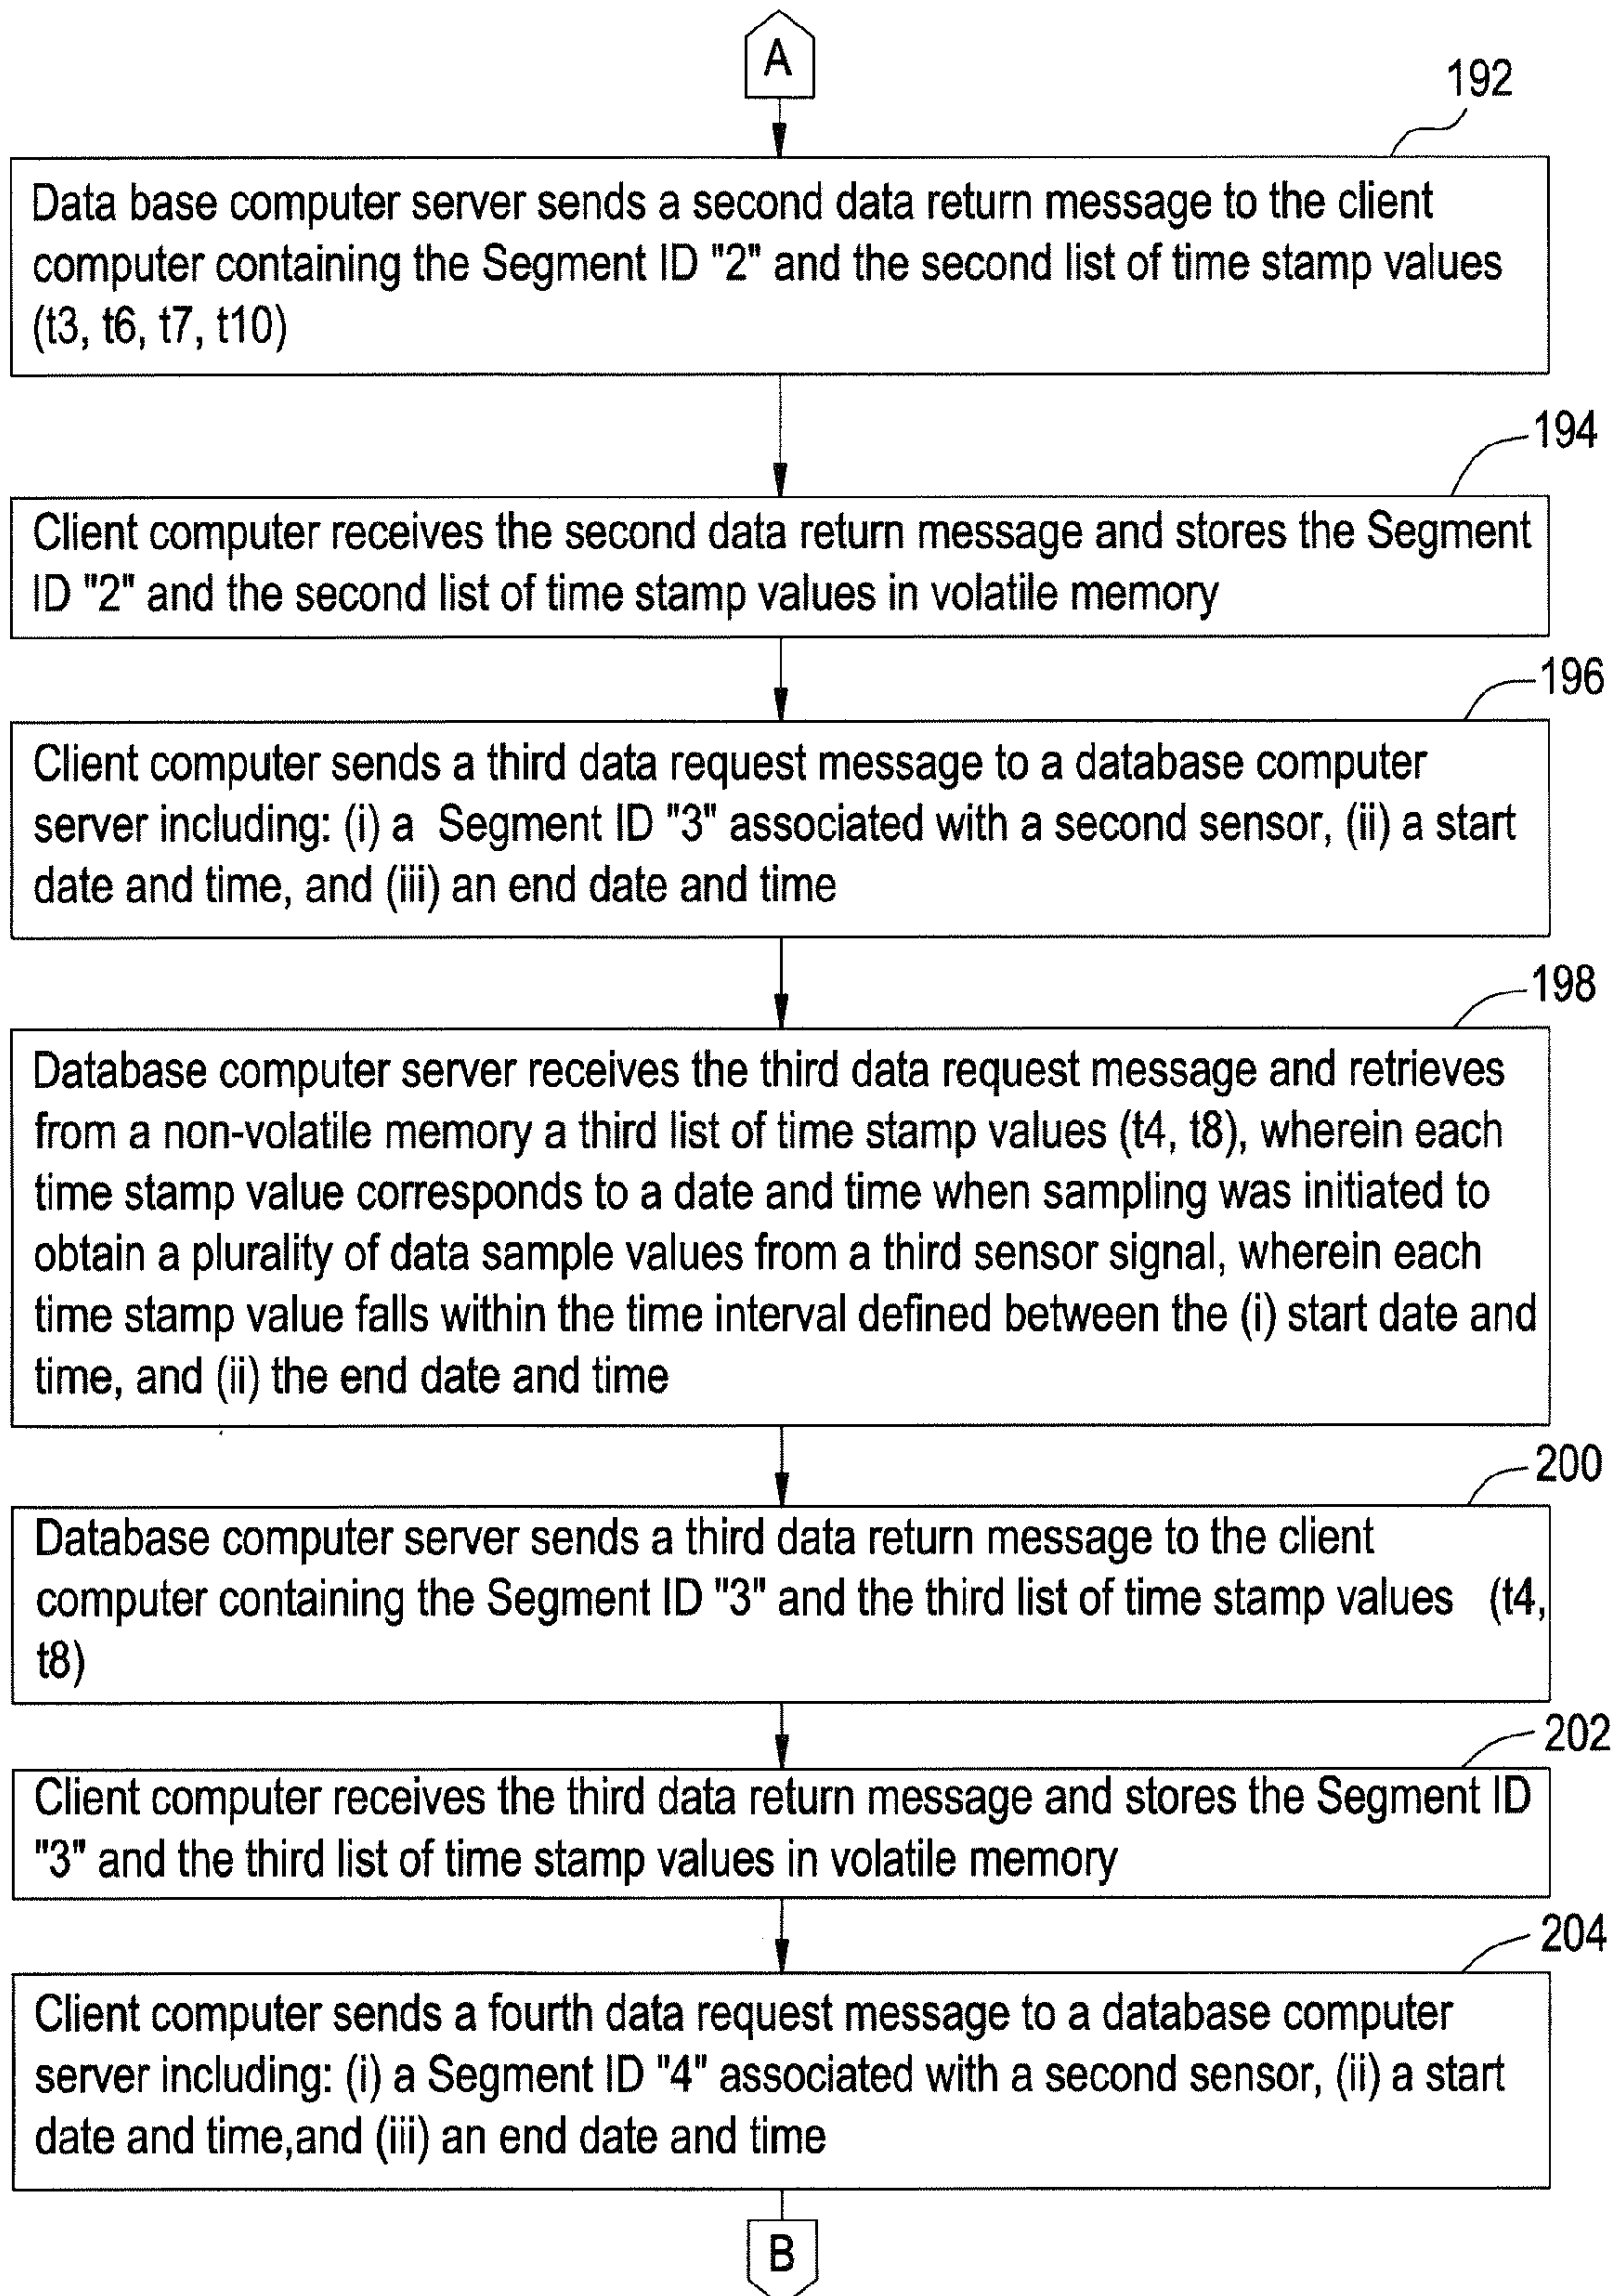 A
192
Data base computer server sends a second data return message to the client
computer containing the Segment ID "2" and the second list of time stamp values
(t3, t6, t7, t10)
194
Client computer receives the second data return message and stores the Segment
ID "2" and the second list of time stamp values in volatile memory
196
Client computer sends a third data request message to a database computer
server including: (i) a Segment ID "3" associated with a second sensor, (ii) a start
date and time, and (iii) an end date and time
198
Database computer server receives the third data request message and retrieves
from a non-volatile memory a third list of time stamp values (t4, t8), wherein each
time stamp value corresponds to a date and time when sampling was initiated to
obtain a plurality of data sample values from a third sensor signal, wherein each
time stamp value falls within the time interval defined between the (i) start date and
time, and (ii) the end date and time
200
Database computer server sends a third data return message to the client
computer containing the Segment ID "3" and the third list of time stamp values (t4,
t8)
202
Client computer receives the third data return message and stores the Segment ID
"3" and the third list of time stamp values in volatile memory
204
Client computer sends a fourth data request message to a database computer
server including: (i) a Segment ID "4" associated with a second sensor, (ii) a start
date and time,and (iii) an end date and time
B